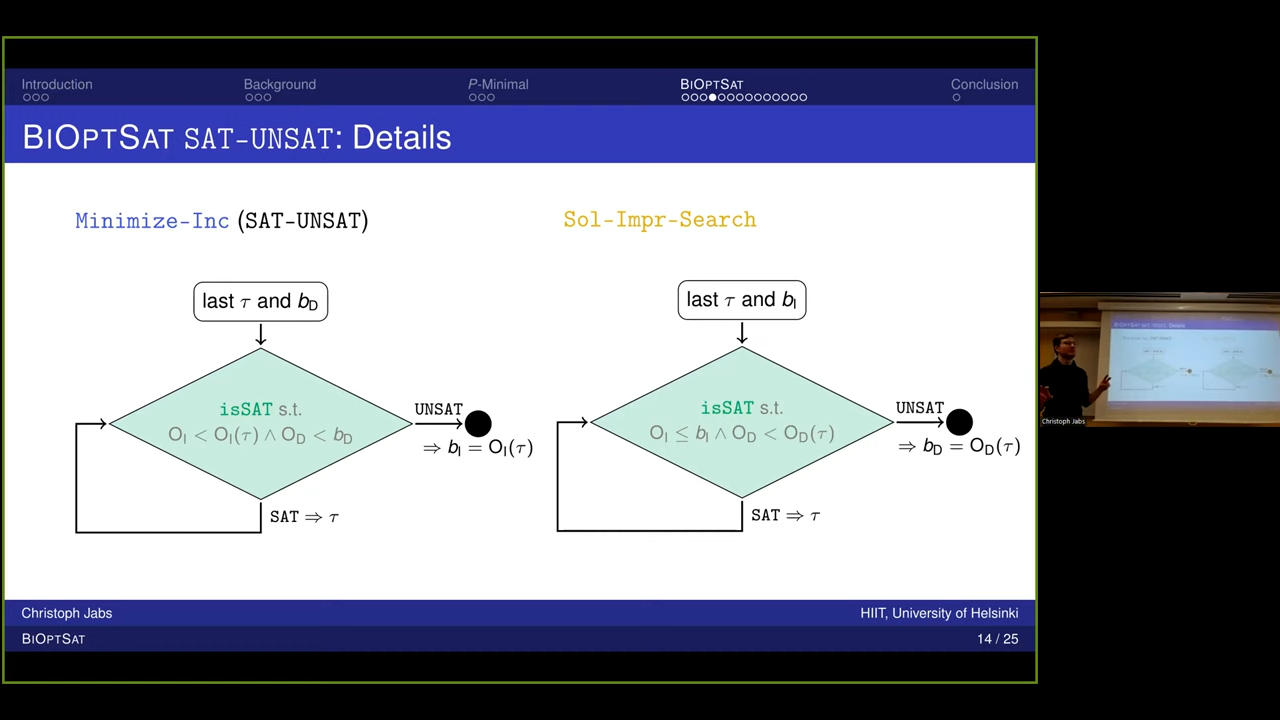 Introduction
Background
P-Minimal
BIOPTSAT
Conclusion
BIOPTSAT SAT-UNSAT: Details
Minimize-Inc (SAT-UNSAT)
Sol-Impr-Search
last τ and b_D
isSAT s.t.
O_I < O_I(τ) ∧ O_D < b_D
UNSAT
⇒ b_I = O_I(τ)
SAT ⇒ τ
last τ and b_I
isSAT s.t.
O_I ≤ b_I ∧ O_D < O_D(τ)
UNSAT
⇒ b_D = O_D(τ)
SAT ⇒ τ
Christoph Jabs
HIIT, University of Helsinki
BIOPTSAT
14 / 25
Christoph Jabs